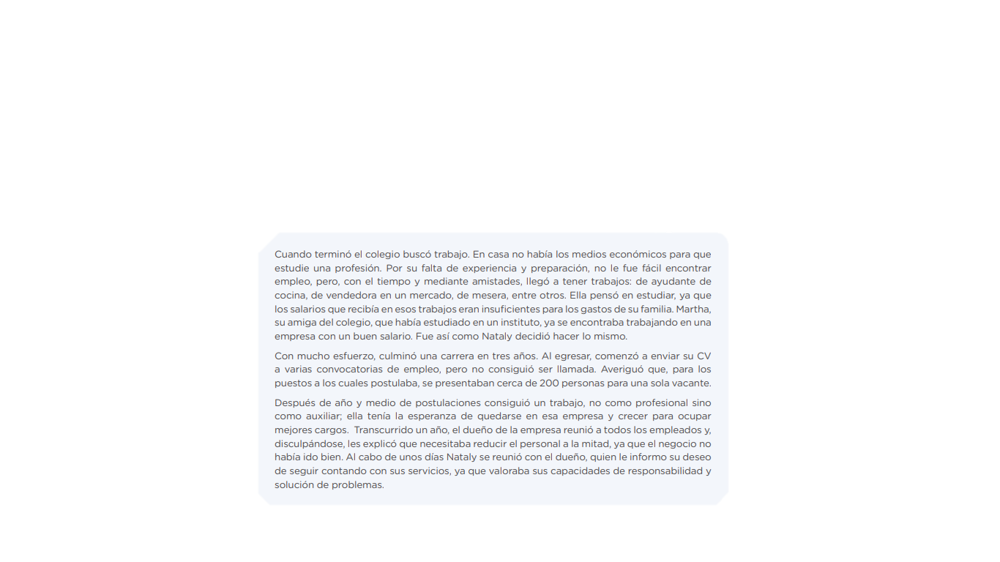 Cuando terminó el colegio buscó trabajo. En casa no había los medios económicos para que
estudie una profesión. Por su falta de experiencia y preparación, no le fue fácil encontrar
empleo, pero, con el tiempo y mediante amistades, llegó a tener trabajos: de ayudante de
cocina, de vendedora en un mercado, de mesera, entre otros. Ella pensó en estudiar, ya que
los salarios que recibía en esos trabajos eran insuficientes para los gastos de su familia. Martha,
su amiga del colegio, que había estudiado en un instituto, ya se encontraba trabajando en una
empresa con un buen salario. Fue así como Nataly decidió hacer lo mismo.
Con mucho esfuerzo, culminó una carrera en tres años. Al egresar, comenzó a enviar su CV
a varias convocatorias de empleo, pero no consiguió ser llamada. Averiguó que, para los
puestos a los cuales postulaba, se presentaban cerca de 200 personas para una sola vacante.
Después de año y medio de postulaciones consiguió un trabajo, no como profesional sino
como auxiliar; ella tenía la esperanza de quedarse en esa empresa y crecer para ocupar
mejores cargos. Transcurrido un año, el dueño de la empresa reunió a todos los empleados y,
disculpándose, les explicó que necesitaba reducir el personal a la mitad, ya que el negocio no
había ido bien. Al cabo de unos días Nataly se reunió con el dueño, quien le informo su deseo
de seguir contando con sus servicios, ya que valoraba sus capacidades de responsabilidad y
solución de problemas.